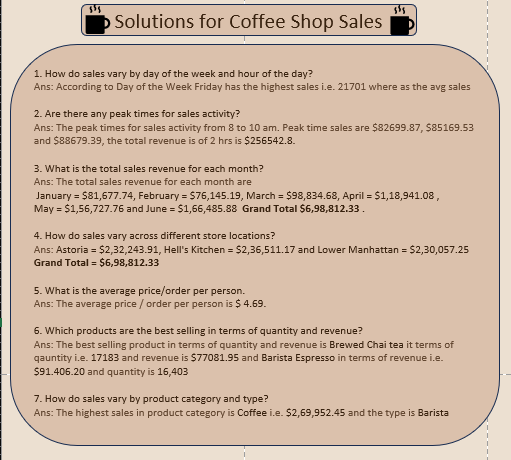 Solutions for Coffee Shop Sales
1. How do sales vary by day of the week and hour of the day?
Ans: According to Day of the Week Friday has the highest sales i.e. 21701 where as the avg sales
2. Are there any peak times for sales activity?
Ans: The peak times for sales activity from 8 to 10 am. Peak time sales are $82699.87, $85169.53
and $88679.39, the total revenue is of 2 hrs is $256542.8.
3. What is the total sales revenue for each month?
Ans: The total sales revenue for each month are
January = $81,677.74, February = $76,145.19, March = $98,834.68, April = $1,18,941.08 ,
May = $1,56,727.76 and June = $1,66,485.88 Grand Total $6,98,812.33 .
4. How do sales vary across different store locations?
Ans: Astoria = $2,32,243.91, Hell's Kitchen = $2,36,511.17 and Lower Manhattan = $2,30,057.25
Grand Total = $6,98,812.33
5. What is the average price/order per person.
Ans: The average price / order per person is $ 4.69.
6. Which products are the best selling in terms of quantity and revenue?
Ans: The best selling product in terms of quantity and revenue is Brewed Chai tea it terms of
qauntity i.e. 17183 and revenue is $77081.95 and Barista Espresso in terms of revenue i.e.
$91.406.20 and quantity is 16,403
7. How do sales vary by product category and type?
Ans: The highest sales in product category is Coffee i.e. $2,69,952.45 and the type is Barista